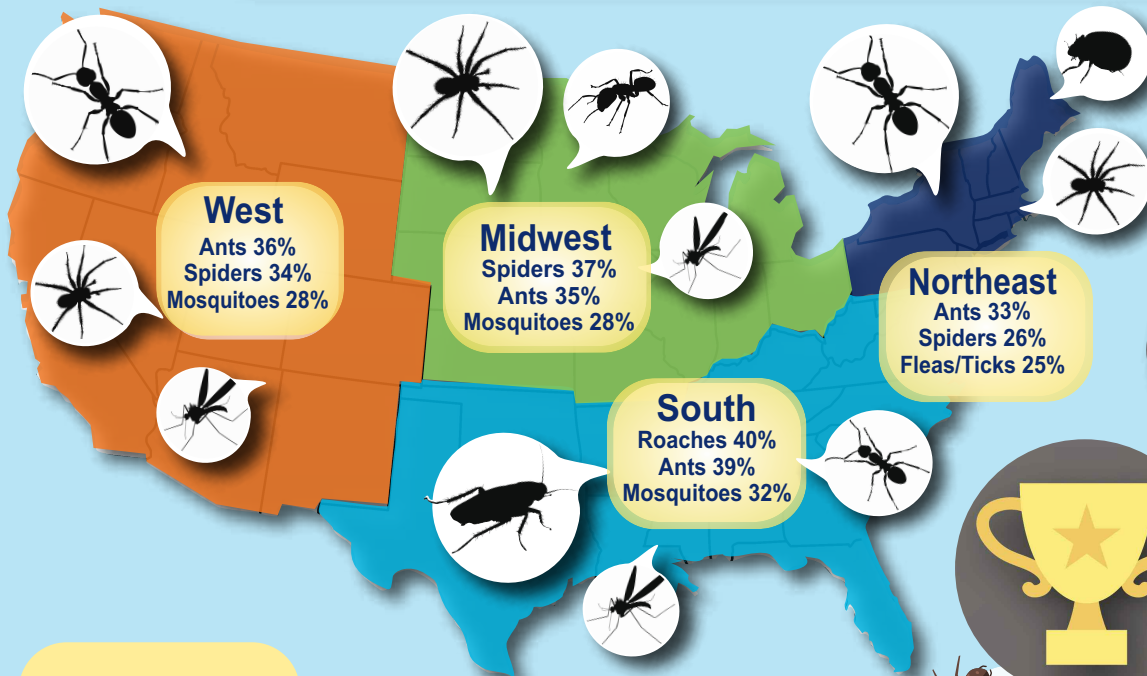 West
Ants 36%
Spiders 34%
Mosquitoes 28%
Midwest
Spiders 37%
Ants 35%
Mosquitoes 28%
Northeast
Ants 33%
Spiders 26%
Fleas/Ticks 25%
South
Roaches 40%
Ants 39%
Mosquitoes 32%